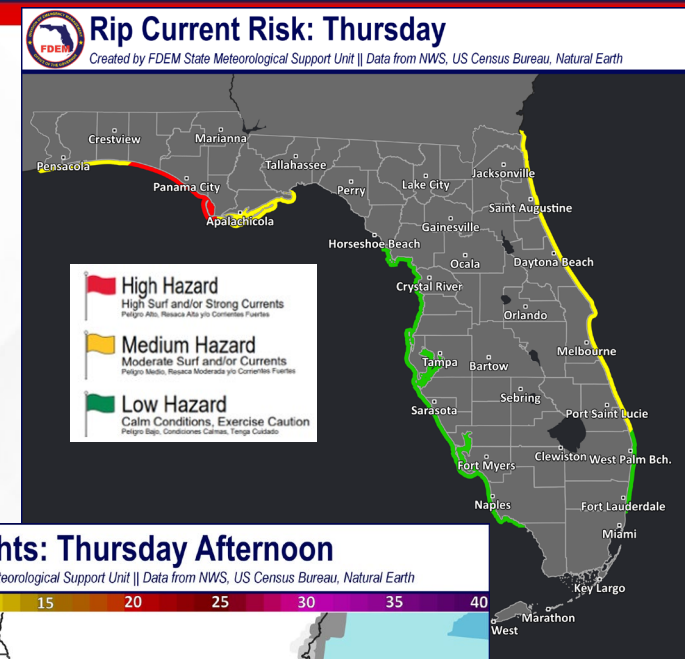 Rip Current Risk: Thursday
Created by FDEM State Meteorological Support Unit || Data from NWS, US Census Bureau, Natural Earth
FDEM
Crestview
Marianna
Pensacola
Tallahassee
Panama City
Perry
Lake City
Jacksonville
Apalachicola
Saint Augustine
Gainesville
Horseshoe Beach
Ocala
Daytona Beach
Crystal River
Orlando
High Hazard
High Surf and/or Strong Currents
Peligro Alto, Resaca Alta y/o Corrientes Fuertes
Medium Hazard
Moderate Surf and/or Currents
Peligro Medio, Resaca Moderada y/o Corrientes Fuertes
Low Hazard
Calm Conditions, Exercise Caution
Peligro Bajo, Condiciones Calmas, Tenga Cuidado
Melbourne
Tampa
Bartow
Sebring
Sarasota
Port Saint Lucie
Clewiston
West Palm Bch.
Fort Myers
Naples
Fort Lauderdale
Miami
Key Largo
Marathon
West
hts: Thursday Afternoon
eorological Support Unit || Data from NWS, US Census Bureau, Natural Earth
15 20 25 30 35 40